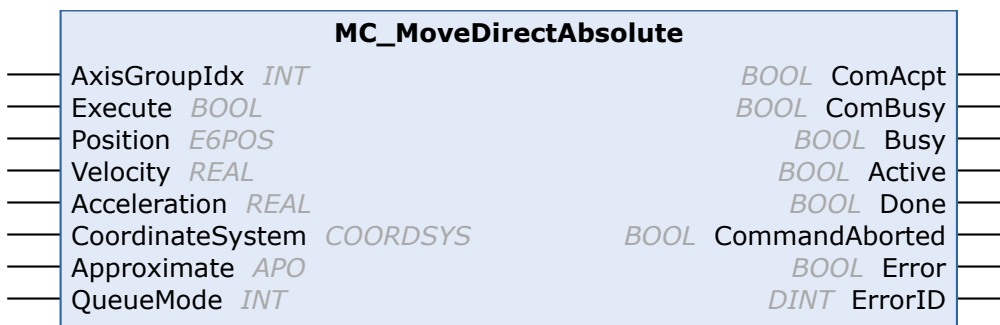 MC_MoveDirectAbsolute
AxisGroupIdx INT BOOL ComAcpt
Execute BOOL BOOL ComBusy
Position E6POS BOOL Busy
Velocity REAL BOOL Active
Acceleration REAL BOOL Done
CoordinateSystem COORDSYS BOOL CommandAborted
Approximate APO BOOL Error
QueueMode INT DINT ErrorID